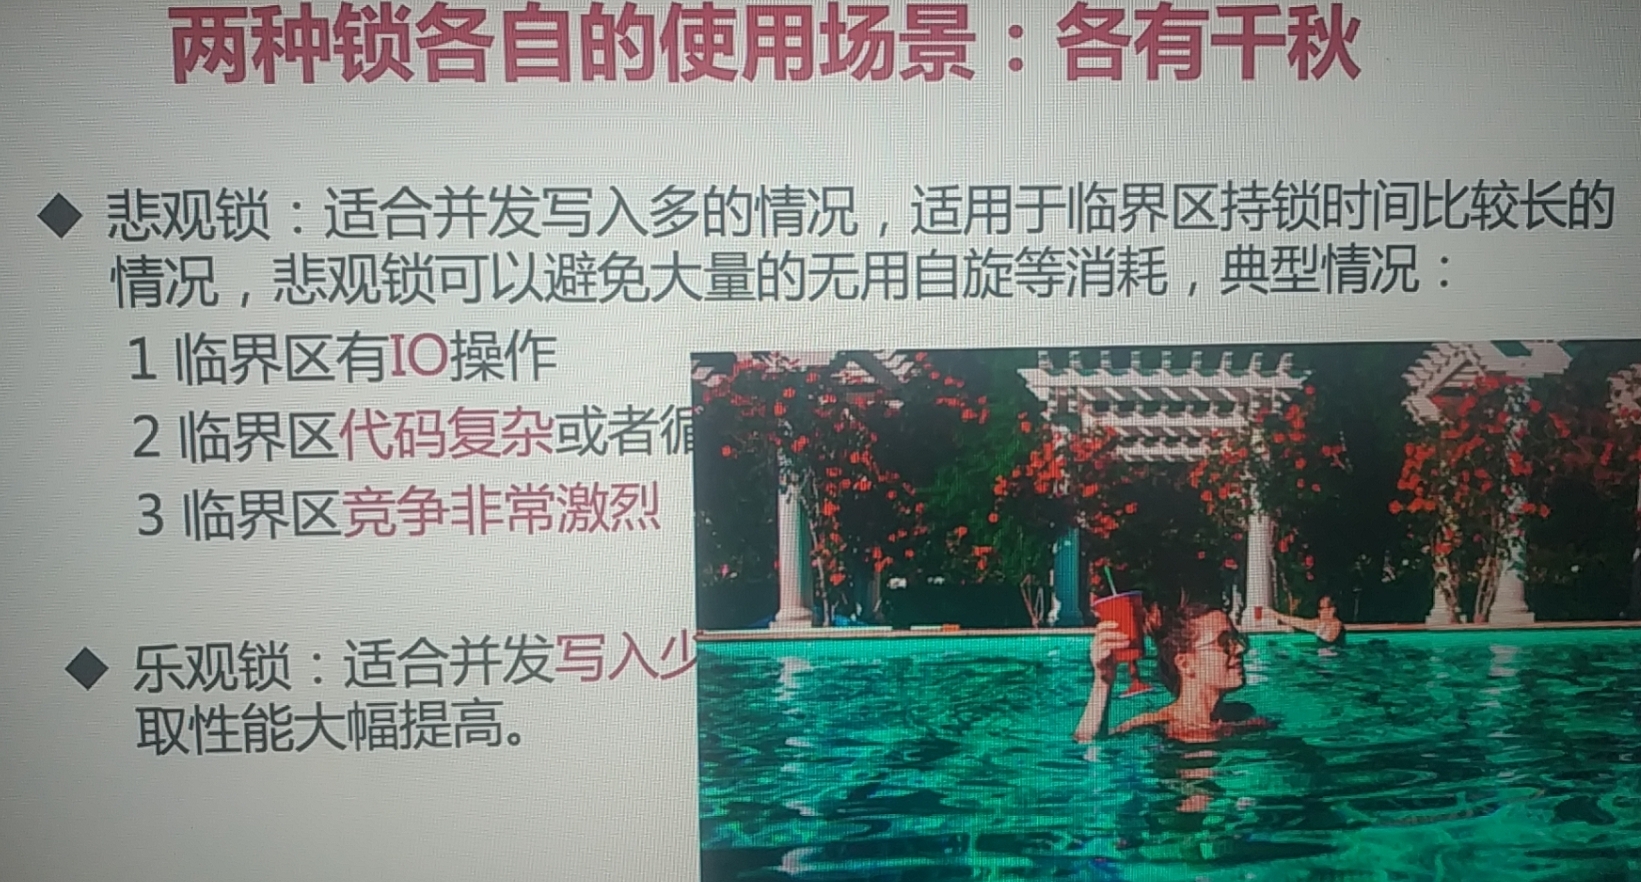 两种锁各自的使用场景：各有千秋
◆ 悲观锁：适合并发写入多的情况，适用于临界区持锁时间比较长的
情况，悲观锁可以避免大量的无用自旋等消耗，典型情况：
1 临界区有IO操作
2 临界区代码复杂或者循
3 临界区竞争非常激烈
◆ 乐观锁：适合并发写入少
取性能大幅提高。